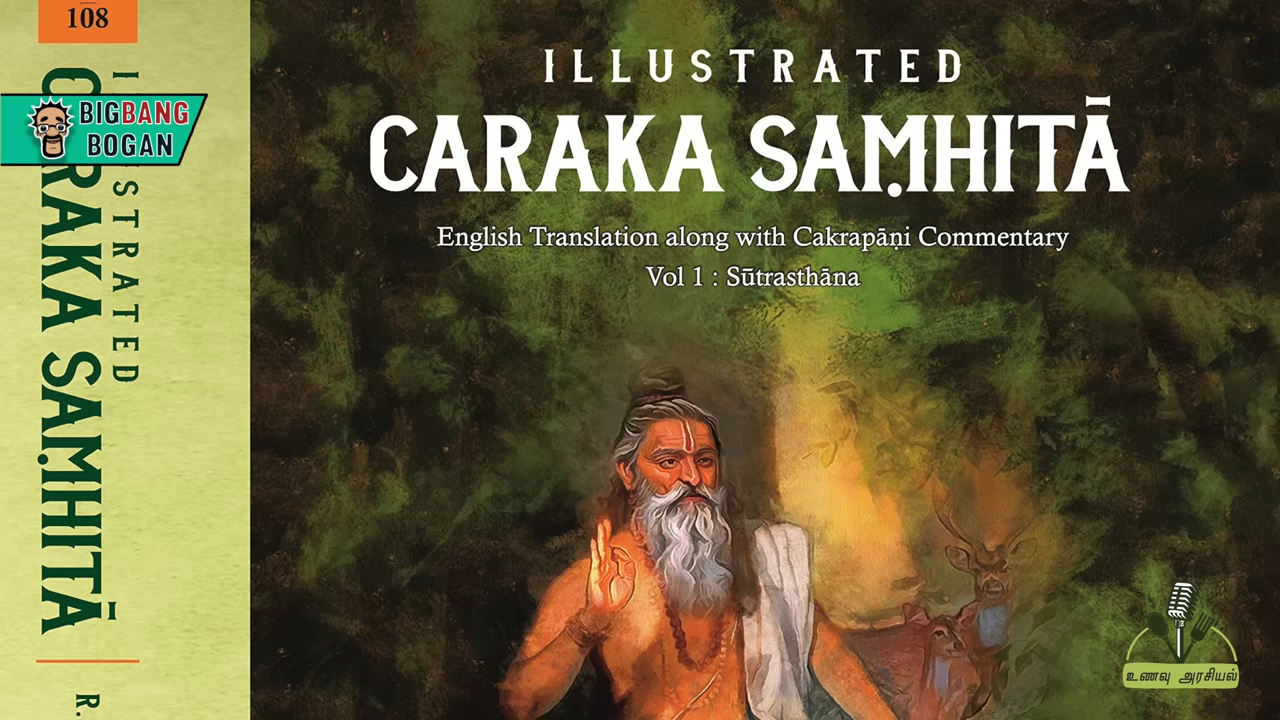 108
ILLUSTRATED
CARAKA SAṂHITĀ
R.
BIGBANG
BOGAN
ILLUSTRATED
CARAKA SAṂHITĀ
English Translation along with Cakrapāṇi Commentary
Vol 1 : Sūtrasthāna
உணவு அரசியல்